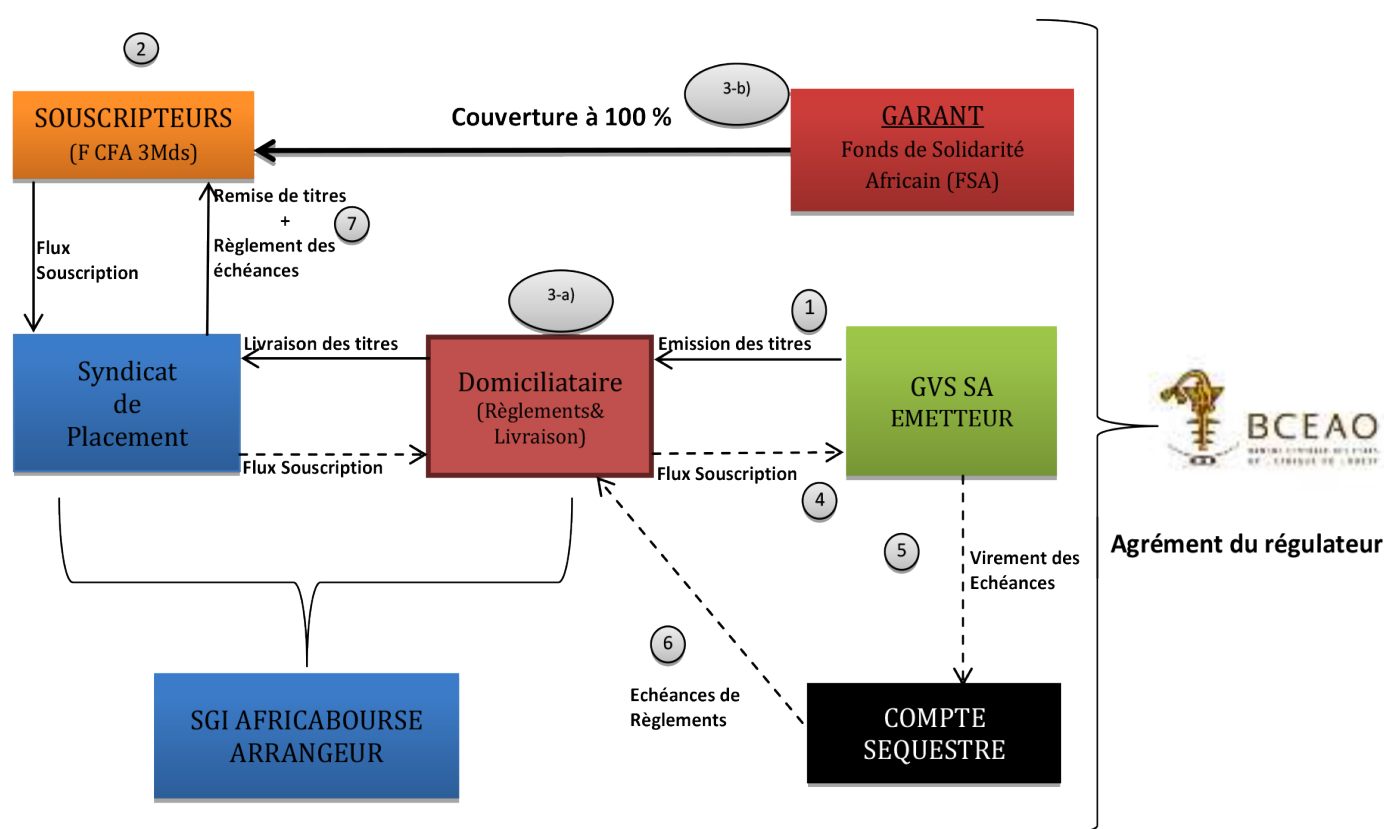 2
SOUSCRIPTEURS
(F CFA 3Mds)
Couverture à 100 %
3-b)
GARANT
Fonds de Solidarité
Africain (FSA)
Flux
Souscription
Remise de titres
+
Règlement des
échéances
7
3-a)
1
Syndicat
de
Placement
Livraison des titres
Flux Souscription
Domiciliataire
(Règlements&
Livraison)
Emission des titres
Flux Souscription
4
GVS SA
EMETTEUR
BCEAO
Agrément du régulateur
5
Virement des
Echéances
6
Echéances de
Règlements
SGI AFRICABOURSE
ARRANGEUR
COMPTE
SEQUESTRE